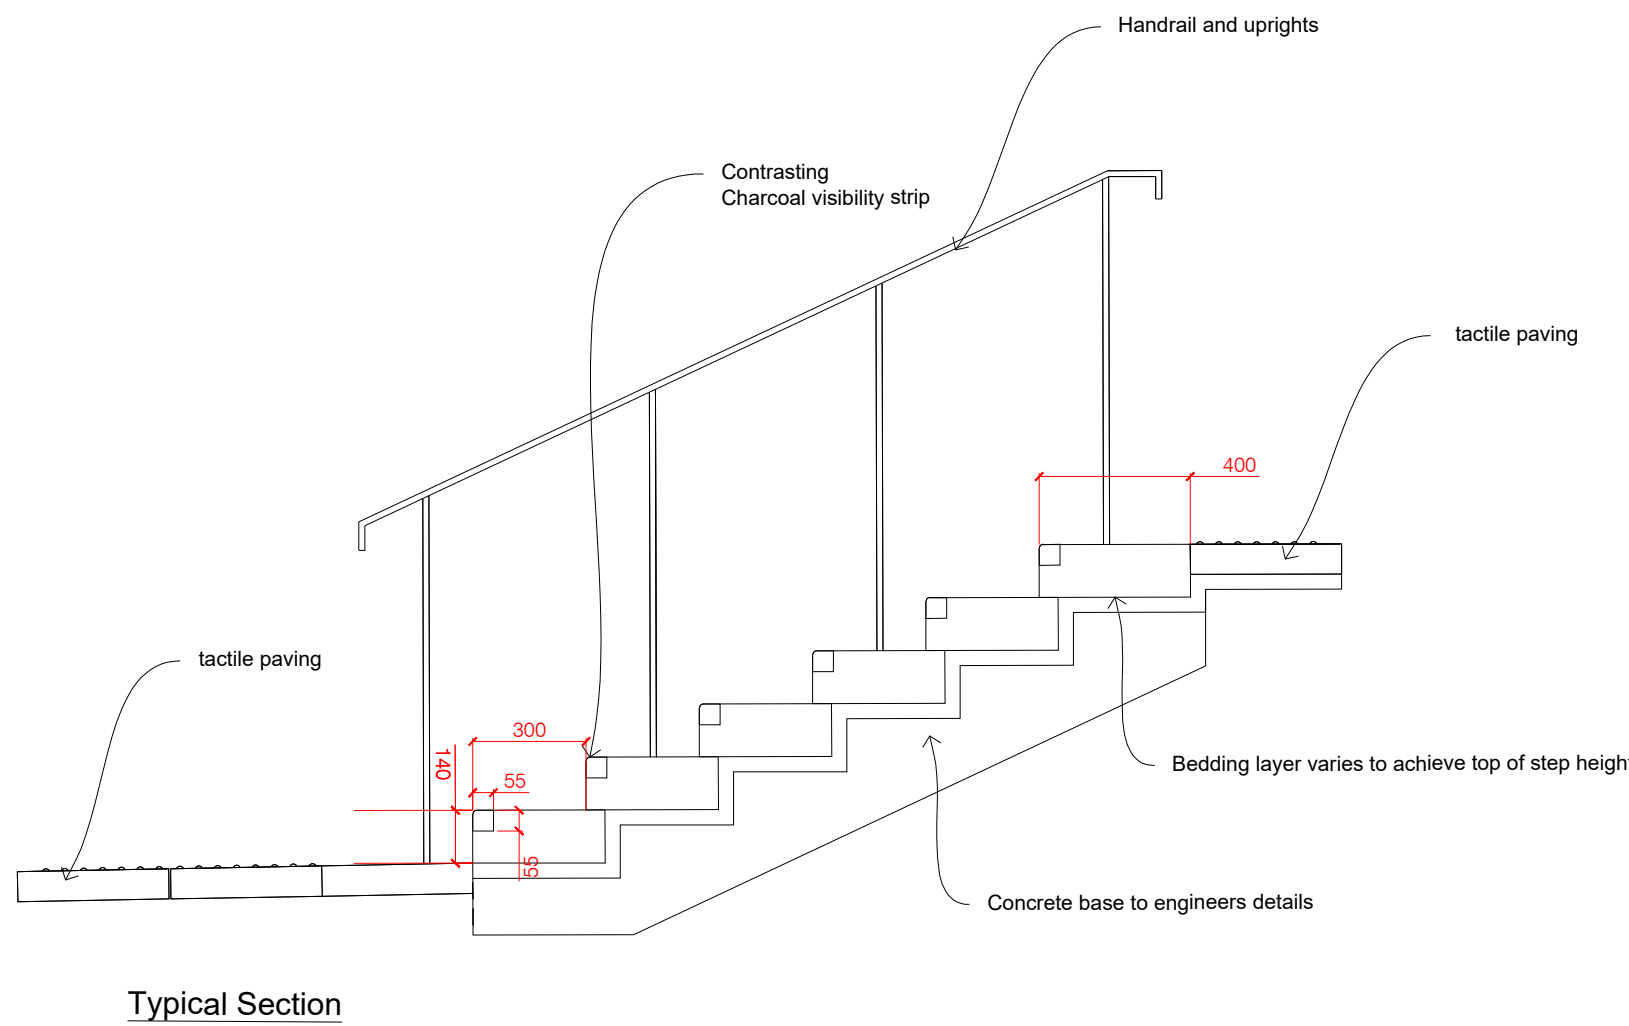 Handrail and uprights
Contrasting
Charcoal visibility strip
tactile paving
400
tactile paving
300
140
55
55
Bedding layer varies to achieve top of step height
Concrete base to engineers details
Typical Section